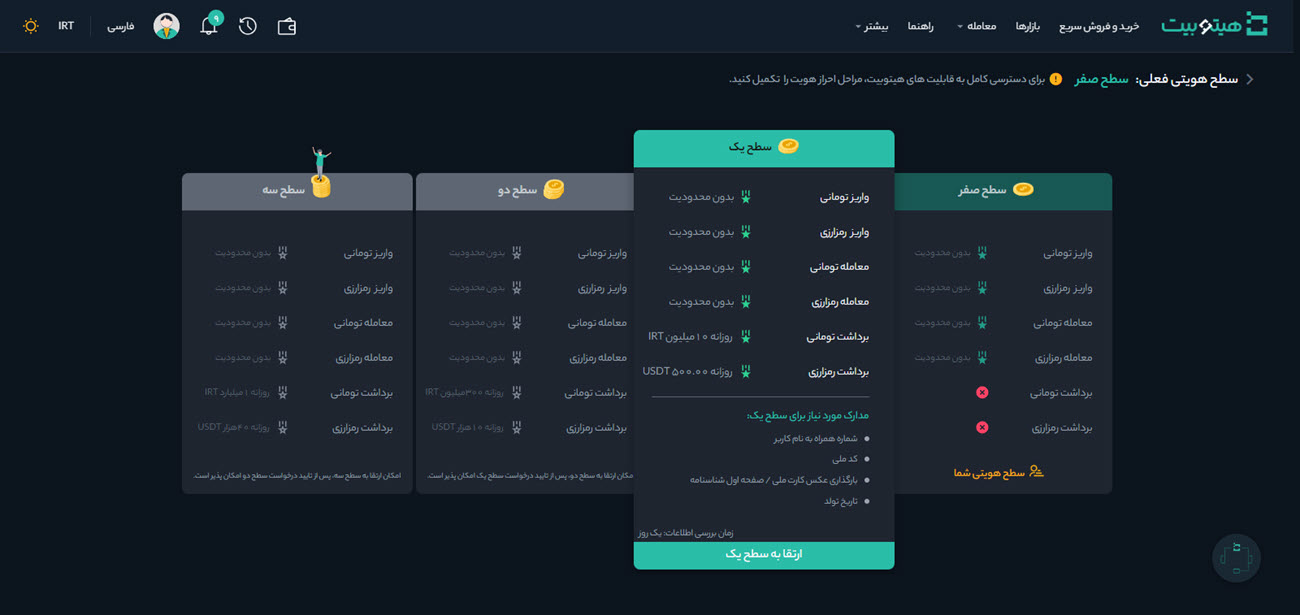 هیتوبیت
خرید و فروش سریع
بازارها
معامله
راهنما
بیشتر
۹
فارسی
IRT
سطح هویتی فعلی: سطح صفر
برای دسترسی کامل به قابلیت های هیتوبیت، مراحل احراز هویت را تکمیل کنید.
سطح صفر
واریز تومانی بدون محدودیت
واریز رمزارزی بدون محدودیت
معامله تومانی بدون محدودیت
معامله رمزارزی بدون محدودیت
برداشت تومانی
برداشت رمزارزی
سطح هویتی شما
سطح یک
واریز تومانی بدون محدودیت
واریز رمزارزی بدون محدودیت
معامله تومانی بدون محدودیت
معامله رمزارزی بدون محدودیت
برداشت تومانی روزانه ۱۰ میلیون IRT
برداشت رمزارزی روزانه ۵۰۰.۰۰ USDT
مدارک مورد نیاز برای سطح یک:
شماره همراه به نام کاربر
کد ملی
بارگذاری عکس کارت ملی / صفحه اول شناسنامه
تاریخ تولد
زمان بررسی اطلاعات: یک روز
ارتقا به سطح یک
سطح دو
واریز تومانی بدون محدودیت
واریز رمزارزی بدون محدودیت
معامله تومانی بدون محدودیت
معامله رمزارزی بدون محدودیت
برداشت تومانی روزانه ۳۰۰میلیون IRT
برداشت رمزارزی روزانه ۱۰ هزار USDT
مکان ارتقا به سطح دو، پس از تایید درخواست سطح یک امکان پذیر است.
سطح سه
واریز تومانی بدون محدودیت
واریز رمزارزی بدون محدودیت
معامله تومانی بدون محدودیت
معامله رمزارزی بدون محدودیت
برداشت تومانی روزانه ۱ میلیارد IRT
برداشت رمزارزی روزانه ۴۰هزار USDT
امکان ارتقا به سطح سه، پس از تایید درخواست سطح دو امکان پذیر است.